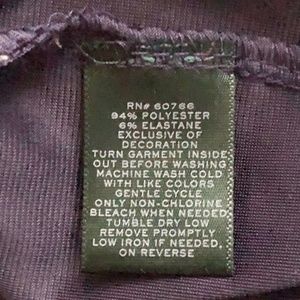 RN# 60766
94% POLYESTER
6% ELASTANE
EXCLUSIVE OF
DECORATION
TURN GARMENT INSIDE
OUT BEFORE WASHING
MACHINE WASH COLD
WITH LIKE COLORS
GENTLE CYCLE
ONLY NON-CHLORINE
BLEACH WHEN NEEDED
TUMBLE DRY LOW
REMOVE PROMPTLY
LOW IRON IF NEEDED,
ON REVERSE